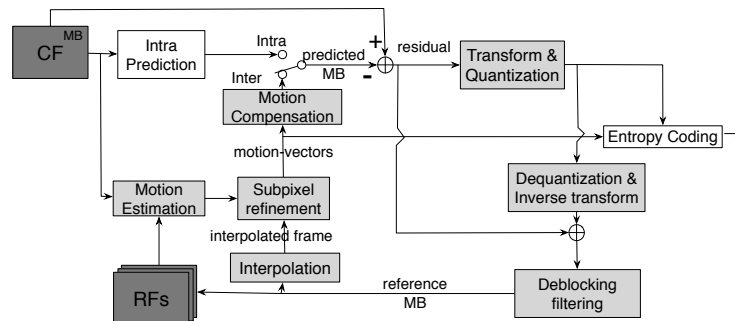 MB
CF
Intra
Prediction
Intra
Inter
predicted
MB
+
-
residual
Transform &
Quantization
Motion
Compensation
motion-vectors
Entropy Coding
Motion
Estimation
Subpixel
refinement
Dequantization &
Inverse transform
interpolated frame
Interpolation
RFs
reference
MB
Deblocking
filtering